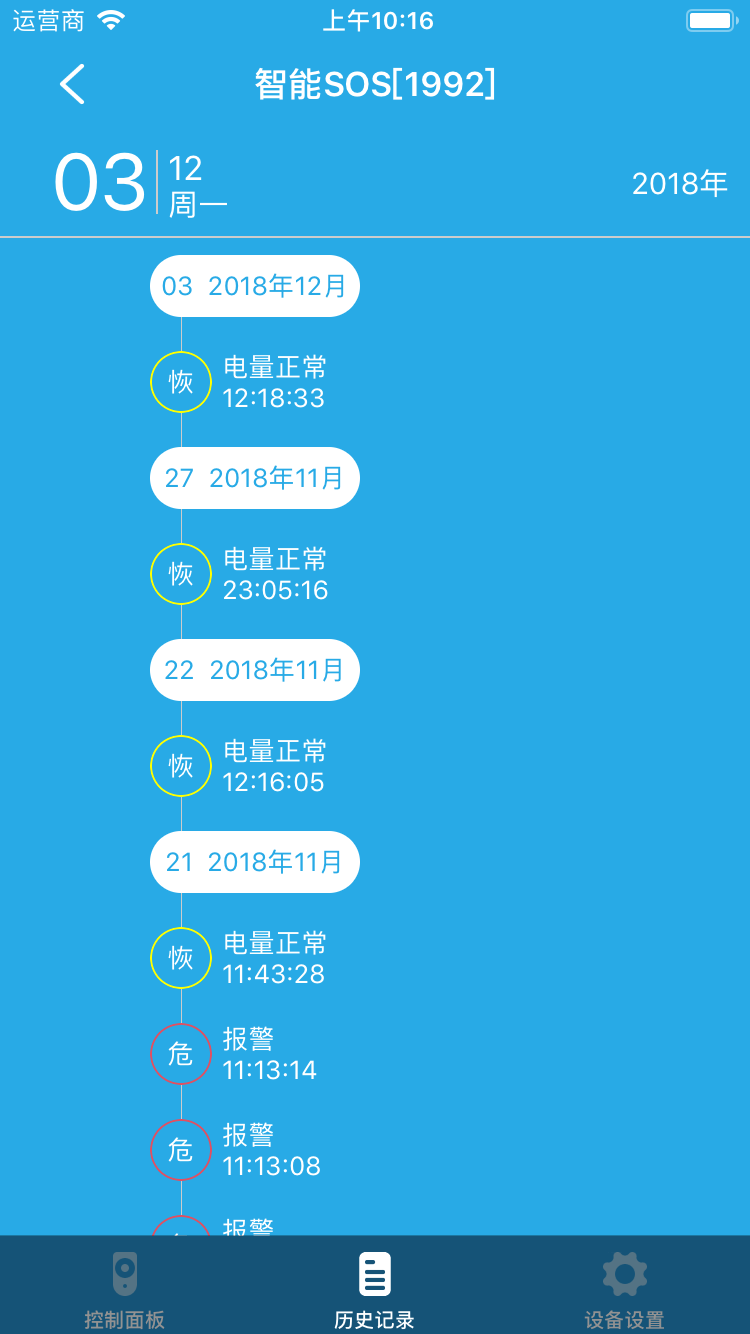 运营商 上午10:16
智能SOS[1992]
03 12 2018年
周一
03 2018年12月
恢 电量正常
12:18:33
27 2018年11月
恢 电量正常
23:05:16
22 2018年11月
恢 电量正常
12:16:05
21 2018年11月
恢 电量正常
11:43:28
危 报警
11:13:14
危 报警
11:13:08
报警
控制面板 历史记录 设备设置